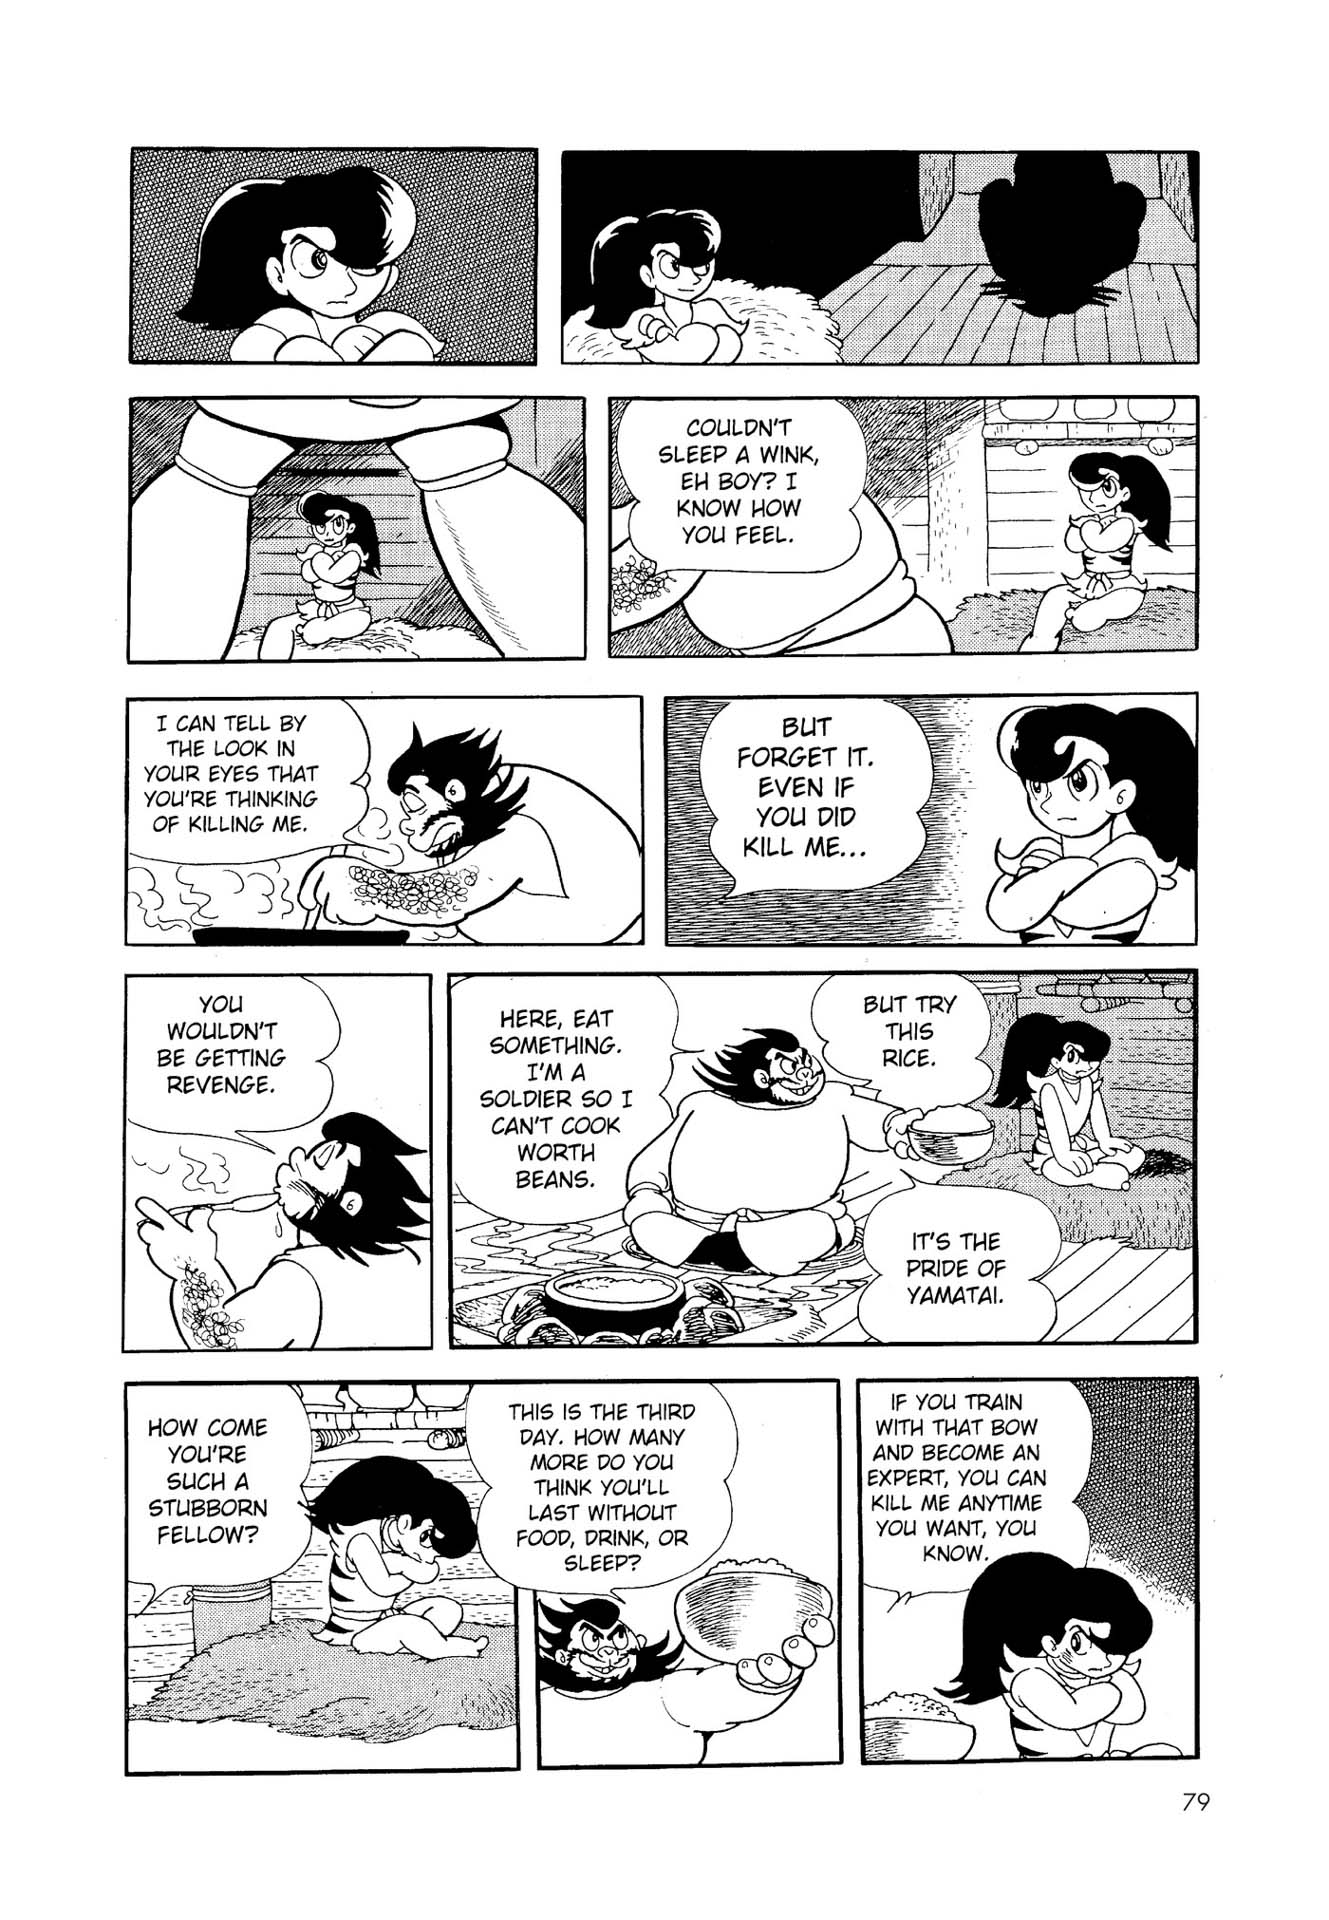 COULDN'T
SLEEP A WINK,
EH BOY? I
KNOW HOW
YOU FEEL.
I CAN TELL BY
THE LOOK IN
YOUR EYES THAT
YOU'RE THINKING
OF KILLING ME.
BUT
FORGET IT.
EVEN IF
YOU DID
KILL ME...
YOU
WOULDN'T
BE GETTING
REVENGE.
HERE, EAT
SOMETHING.
I'M A
SOLDIER SO I
CAN'T COOK
WORTH
BEANS.
BUT TRY
THIS
RICE.
IT'S THE
PRIDE OF
YAMATAI.
HOW COME
YOU'RE
SUCH A
STUBBORN
FELLOW?
THIS IS THE THIRD
DAY. HOW MANY
MORE DO YOU
THINK YOU'LL
LAST WITHOUT
FOOD, DRINK, OR
SLEEP?
IF YOU TRAIN
WITH THAT BOW
AND BECOME AN
EXPERT, YOU CAN
KILL ME ANYTIME
YOU WANT, YOU
KNOW.
79